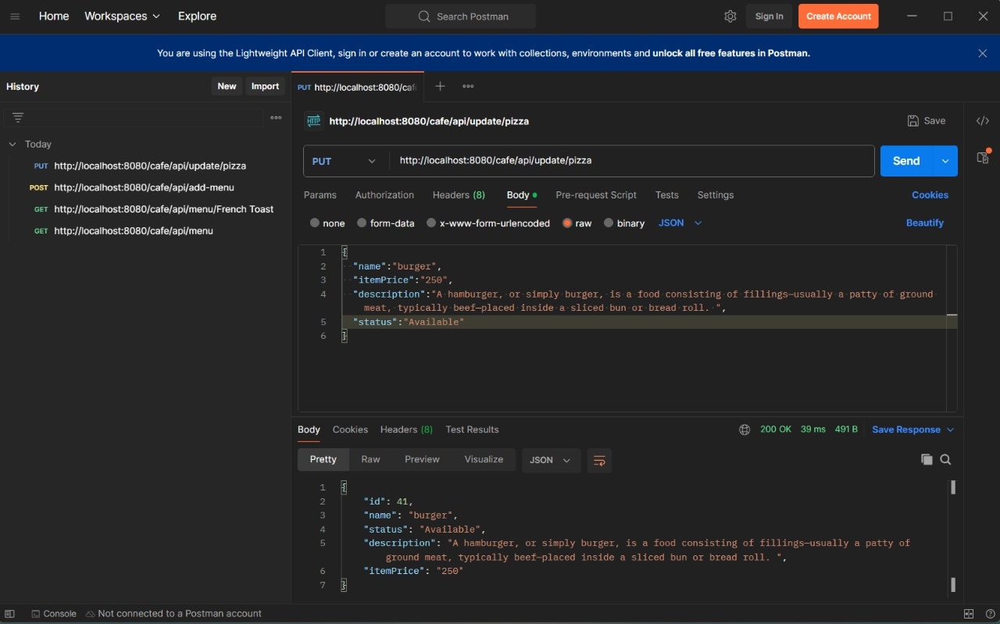 Home Workspaces Explore Search Postman Sign In Create Account
You are using the Lightweight API Client, sign in or create an account to work with collections, environments and unlock all free features in Postman.
History New Import
PUT http://localhost:8080/caf
http://localhost:8080/cafe/api/update/pizza Save
Today
PUT http://localhost:8080/cafe/api/update/pizza
POST http://localhost:8080/cafe/api/add-menu
GET http://localhost:8080/cafe/api/menu/French Toast
GET http://localhost:8080/cafe/api/menu
PUT http://localhost:8080/cafe/api/update/pizza Send
Params Authorization Headers (8) Body Pre-request Script Tests Settings Cookies
none form-data x-www-form-urlencoded raw binary JSON Beautify
1 {
2 "name":"burger",
3 "itemPrice":"250",
4 "description":"A hamburger, or simply burger, is a food consisting of fillings—usually a patty of ground
meat, typically beef—placed inside a sliced bun or bread roll. ",
5 "status":"Available"
6 }
Body Cookies Headers (8) Test Results 200 OK 39 ms 491 B Save Response
Pretty Raw Preview Visualize JSON
1 {
2 "id": 41,
3 "name": "burger",
4 "status": "Available",
5 "description": "A hamburger, or simply burger, is a food consisting of fillings—usually a patty of
ground meat, typically beef—placed inside a sliced bun or bread roll. ",
6 "itemPrice": "250"
7 }
Console Not connected to a Postman account